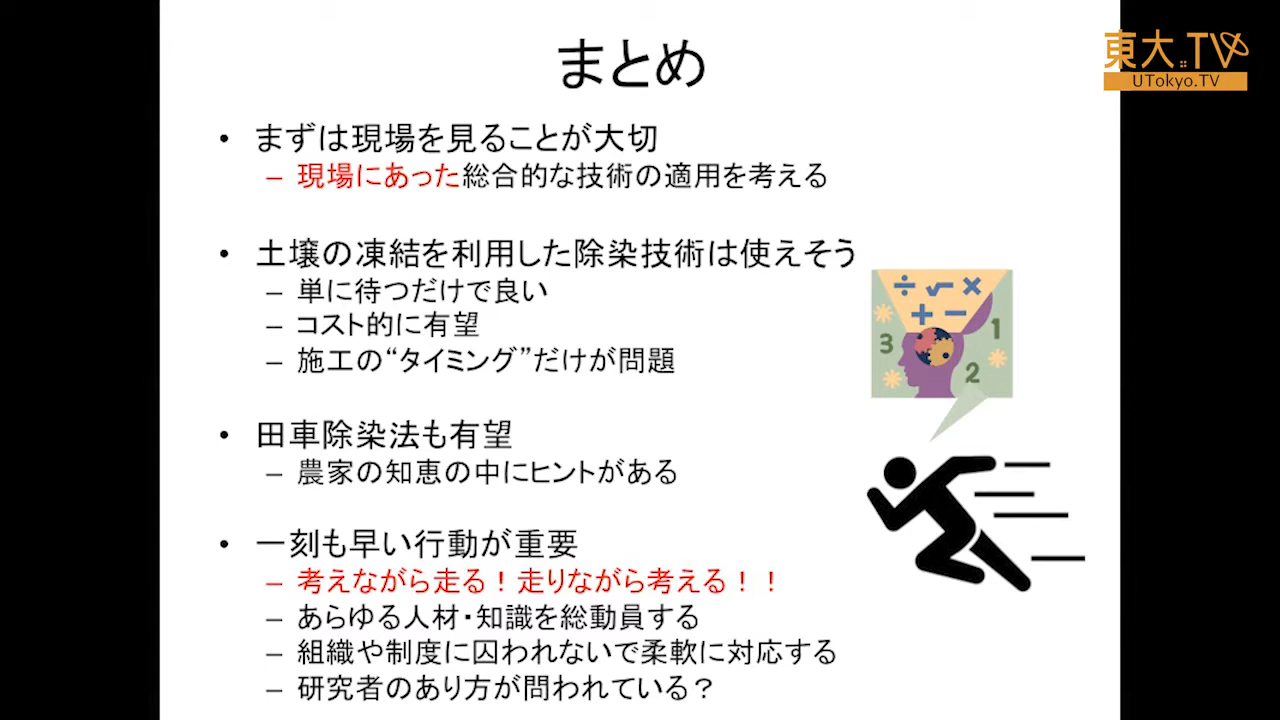 まとめ
東大.TV
UTokyo.TV
• まずは現場を見ることが大切
– 現場にあった総合的な技術の適用を考える
• 土壌の凍結を利用した除染技術は使えそう
– 単に待つだけで良い
– コスト的に有望
– 施工の“タイミング”だけが問題
• 田車除染法も有望
– 農家の知恵の中にヒントがある
• 一刻も早い行動が重要
– 考えながら走る！走りながら考える！！
– あらゆる人材・知識を総動員する
– 組織や制度に囚われないで柔軟に対応する
– 研究者のあり方が問われている？
÷ √ ×
+ −
3
1
2